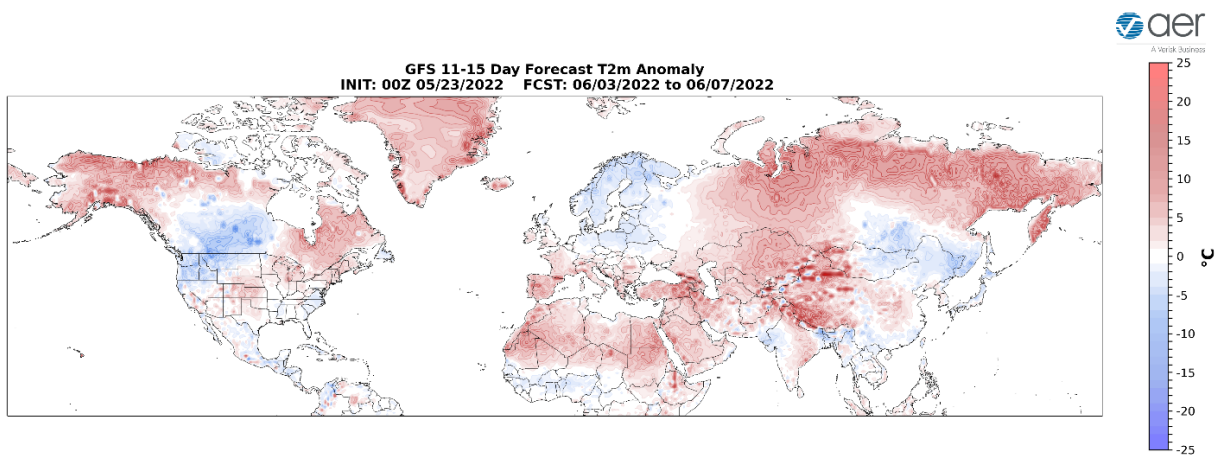 aer
A Verisk Business
GFS 11-15 Day Forecast T2m Anomaly
INIT: 00Z 05/23/2022 FCST: 06/03/2022 to 06/07/2022
25
20
15
10
5
0
-5
-10
-15
-20
-25
°C